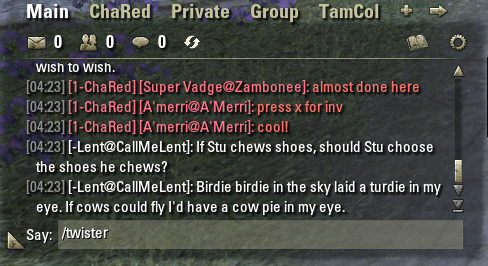 Main ChaRed Private Group TamCol
0 0 0
wish to wish.
[04:23] [1-ChaRed] [Super Vadge@Zambonee]: almost done here
[04:23] [1-ChaRed] [A'merri@A'Merri]: press x for inv
[04:23] [1-ChaRed] [A'merri@A'Merri]: cool!
[04:23] [-Lent@CallMeLent]: If Stu chews shoes, should Stu choose
the shoes he chews?
[04:23] [-Lent@CallMeLent]: Birdie birdie in the sky laid a turdie in my
eye. If cows could fly I'd have a cow pie in my eye.
Say: /twister